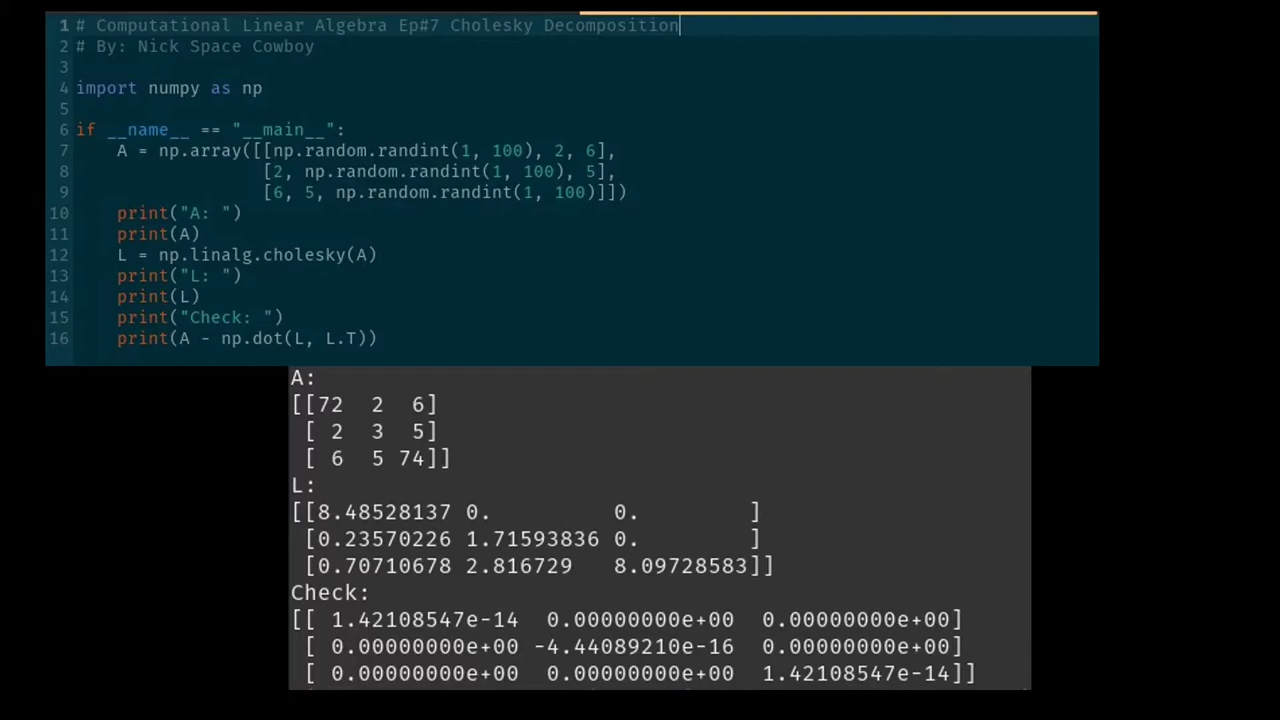 1 # Computational Linear Algebra Ep#7 Cholesky Decomposition
2 # By: Nick Space Cowboy
3
4 import numpy as np
5
6 if __name__ == "__main__":
7     A = np.array([[np.random.randint(1, 100), 2, 6],
8                   [2, np.random.randint(1, 100), 5],
9                   [6, 5, np.random.randint(1, 100)]])
10     print("A: ")
11     print(A)
12     L = np.linalg.cholesky(A)
13     print("L: ")
14     print(L)
15     print("Check: ")
16     print(A - np.dot(L, L.T))
A:
[[72  2  6]
 [ 2  3  5]
 [ 6  5 74]]
L:
[[8.48528137 0.         0.        ]
 [0.23570226 1.71593836 0.        ]
 [0.70710678 2.816729   8.09728583]]
Check:
[[ 1.42108547e-14  0.00000000e+00  0.00000000e+00]
 [ 0.00000000e+00 -4.44089210e-16  0.00000000e+00]
 [ 0.00000000e+00  0.00000000e+00  1.42108547e-14]]